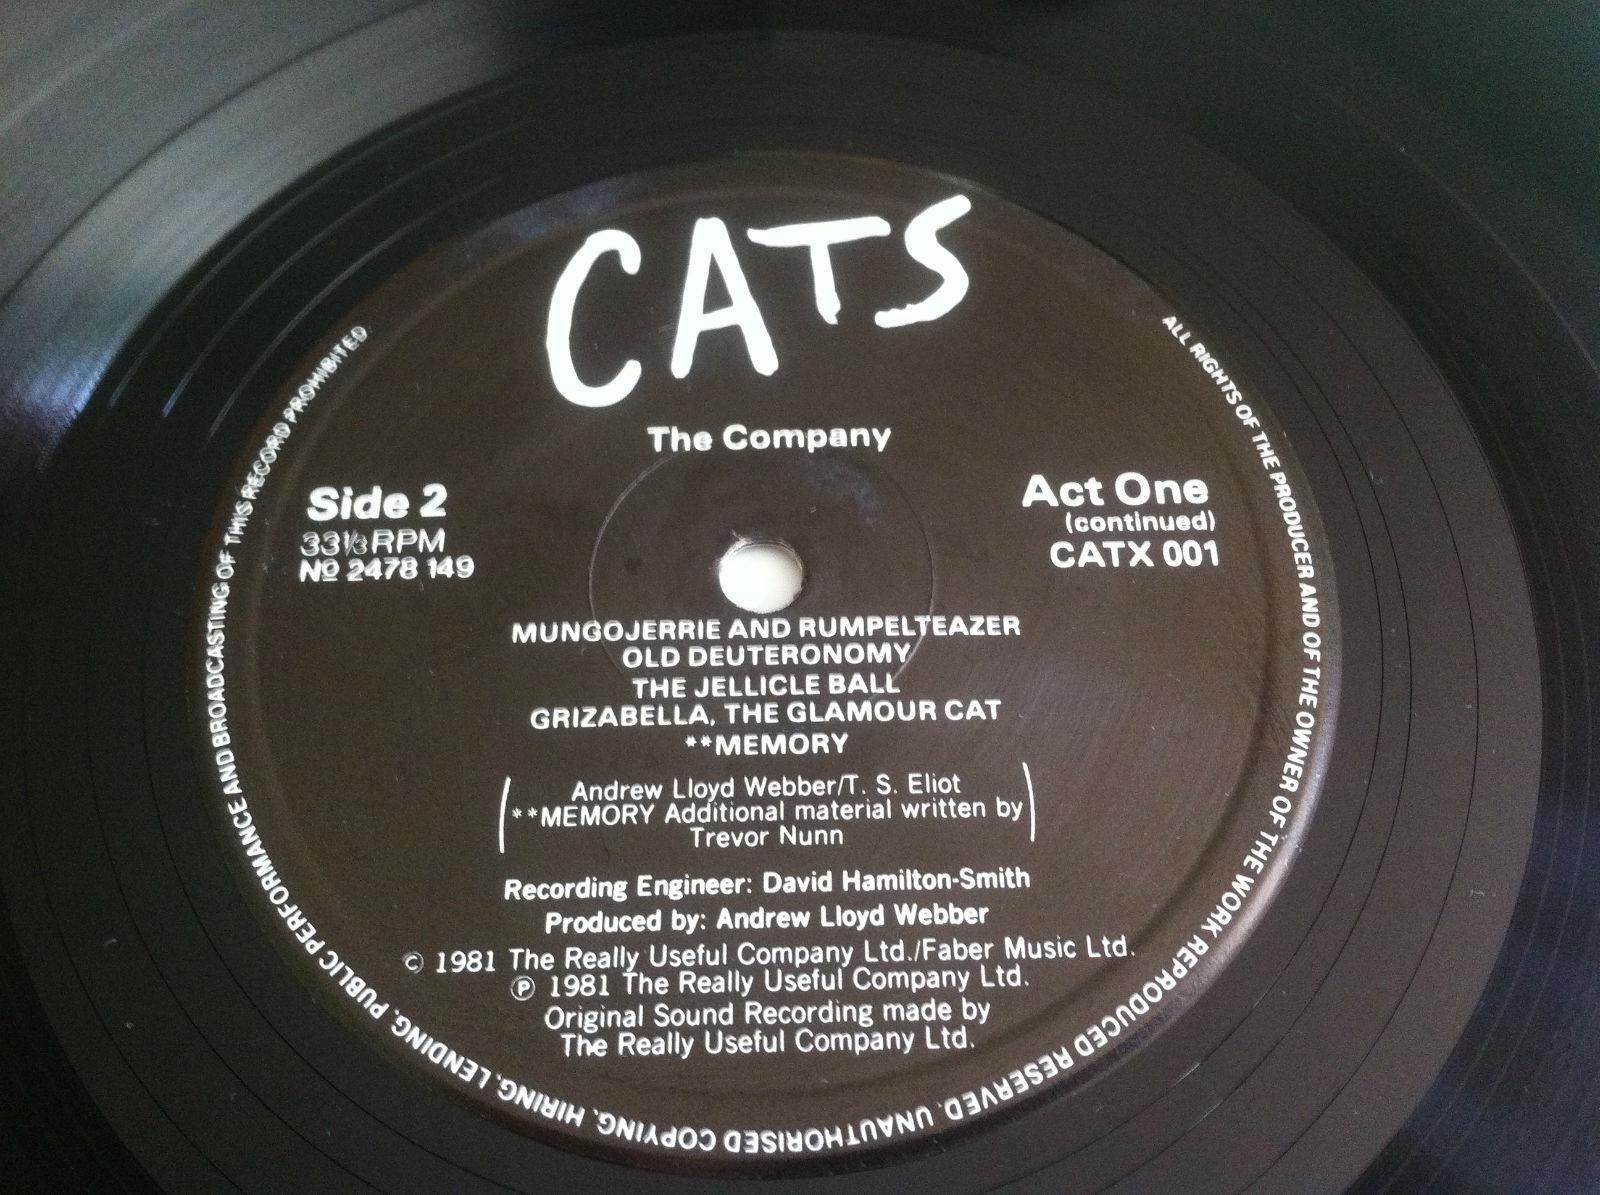 CATS
The Company
Side 2
33⅓ RPM
Nº 2478 149
Act One
(continued)
CATX 001
MUNGOJERRIE AND RUMPELTEAZER
OLD DEUTERONOMY
THE JELLICLE BALL
GRIZABELLA, THE GLAMOUR CAT
**MEMORY
Andrew Lloyd Webber/T. S. Eliot
**MEMORY Additional material written by
Trevor Nunn
Recording Engineer: David Hamilton-Smith
Produced by: Andrew Lloyd Webber
© 1981 The Really Useful Company Ltd./Faber Music Ltd.
℗ 1981 The Really Useful Company Ltd.
Original Sound Recording made by
The Really Useful Company Ltd.
ALL RIGHTS OF THE PRODUCER AND OF THE OWNER OF THE WORK REPRODUCED RESERVED. UNAUTHORISED COPYING, HIRING, LENDING, PUBLIC PERFORMANCE AND BROADCASTING OF THIS RECORD PROHIBITED